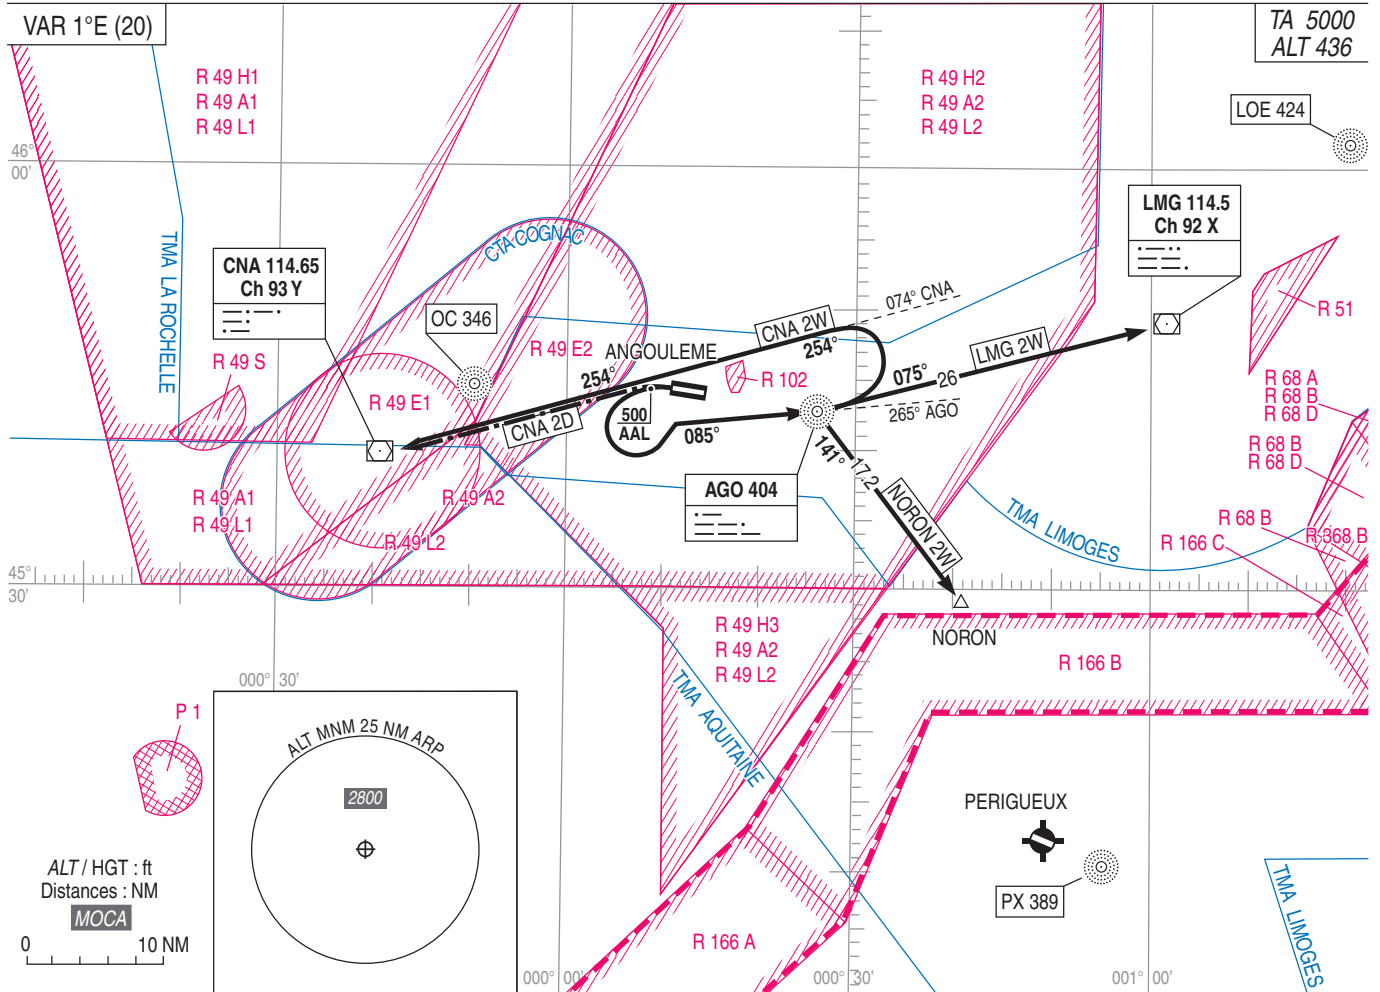 VAR 1°E (20)
TA 5000
ALT 436
R 49 H1
R 49 A1
R 49 L1
R 49 H2
R 49 A2
R 49 L2
LOE 424
46°
00'
LMG 114.5
Ch 92 X
CTA COGNAC
TMA LA ROCHELLE
CNA 114.65
Ch 93 Y
OC 346
074° CNA
CNA 2W
254°
R 51
R 49 E2
ANGOULEME
LMG 2W
R 49 S
254°
R 102
075°
26
R 68 A
R 68 B
R 68 D
R 49 E1
500
AAL
265° AGO
CNA 2D
085°
141°
17.2
R 68 B
R 68 D
R 49 A1
R 49 L1
R 49 A2
AGO 404
NORON 2W
TMA LIMOGES
R 68 B
R 166 C
R 368 B
R 49 L2
45°
30'
R 49 H3
R 49 A2
R 49 L2
NORON
R 166 B
000° 30'
TMA AQUITAINE
P 1
ALT MNM 25 NM ARP
2800
PERIGUEUX
ALT / HGT : ft
Distances : NM
MOCA
0 10 NM
PX 389
TMA LIMOGES
R 166 A
000° 00'
000° 30'
001° 00'